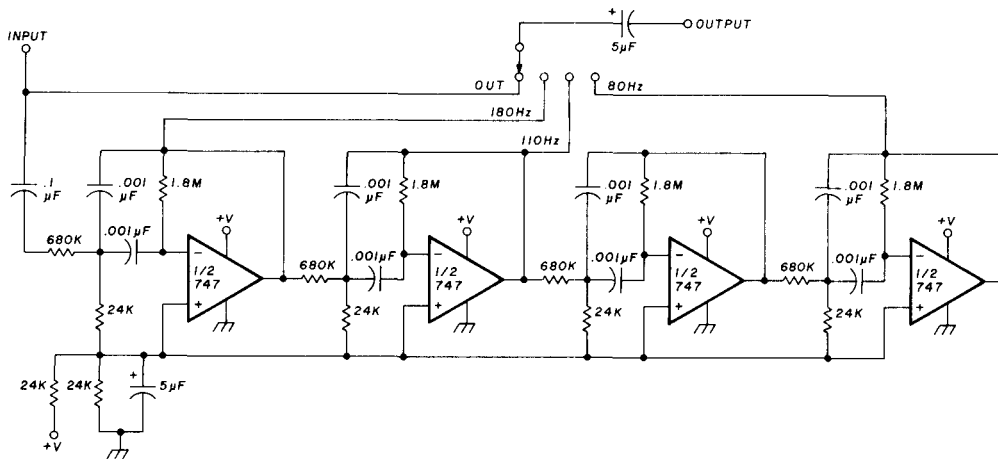 INPUT
+
5µF
OUTPUT
OUT
180Hz
110Hz
80Hz
.1
µF
.001
µF
1.8M
.001
µF
1.8M
.001
µF
1.8M
.001
µF
1.8M
680K
.001µF
+V
−
1/2
747
+
680K
.001µF
+V
−
1/2
747
+
680K
.001µF
+V
−
1/2
747
+
680K
.001µF
+V
−
1/2
747
+
24K
24K
24K
24K
24K
24K
+
5µF
+V